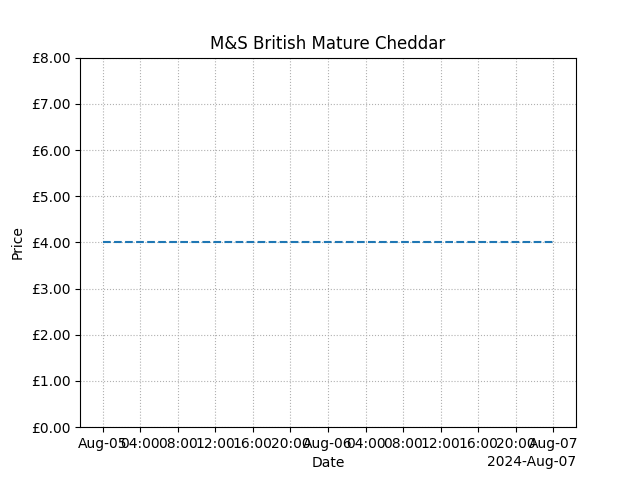 M&S British Mature Cheddar
£8.00
£7.00
£6.00
£5.00
£4.00
£3.00
£2.00
£1.00
£0.00
Price
Aug-05 04:00 08:00 12:00 16:00 20:00 Aug-06 04:00 08:00 12:00 16:00 20:00 Aug-07
Date
2024-Aug-07